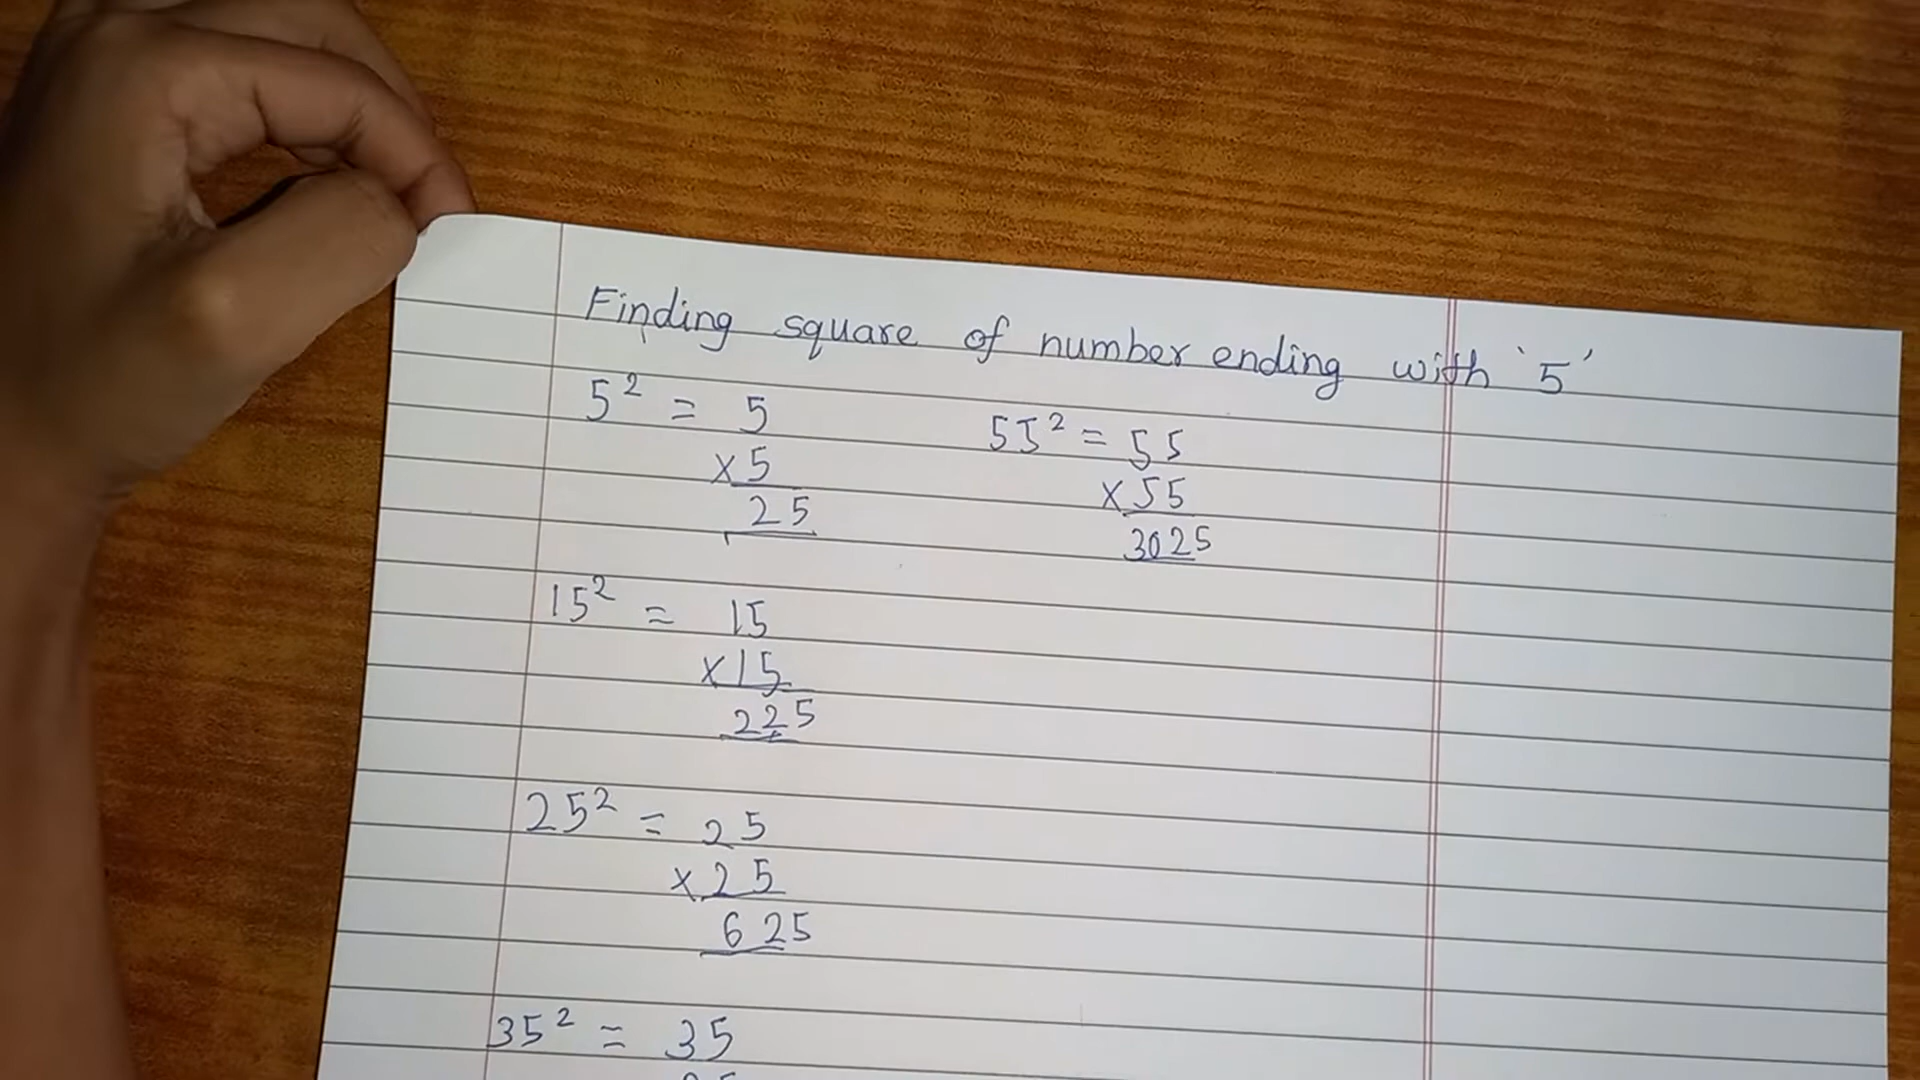 Finding square of number ending with '5'
5² = 5
×5
25
15² = 15
×15
225
25² = 25
×25
625
35² = 35
55² = 55
×55
3025